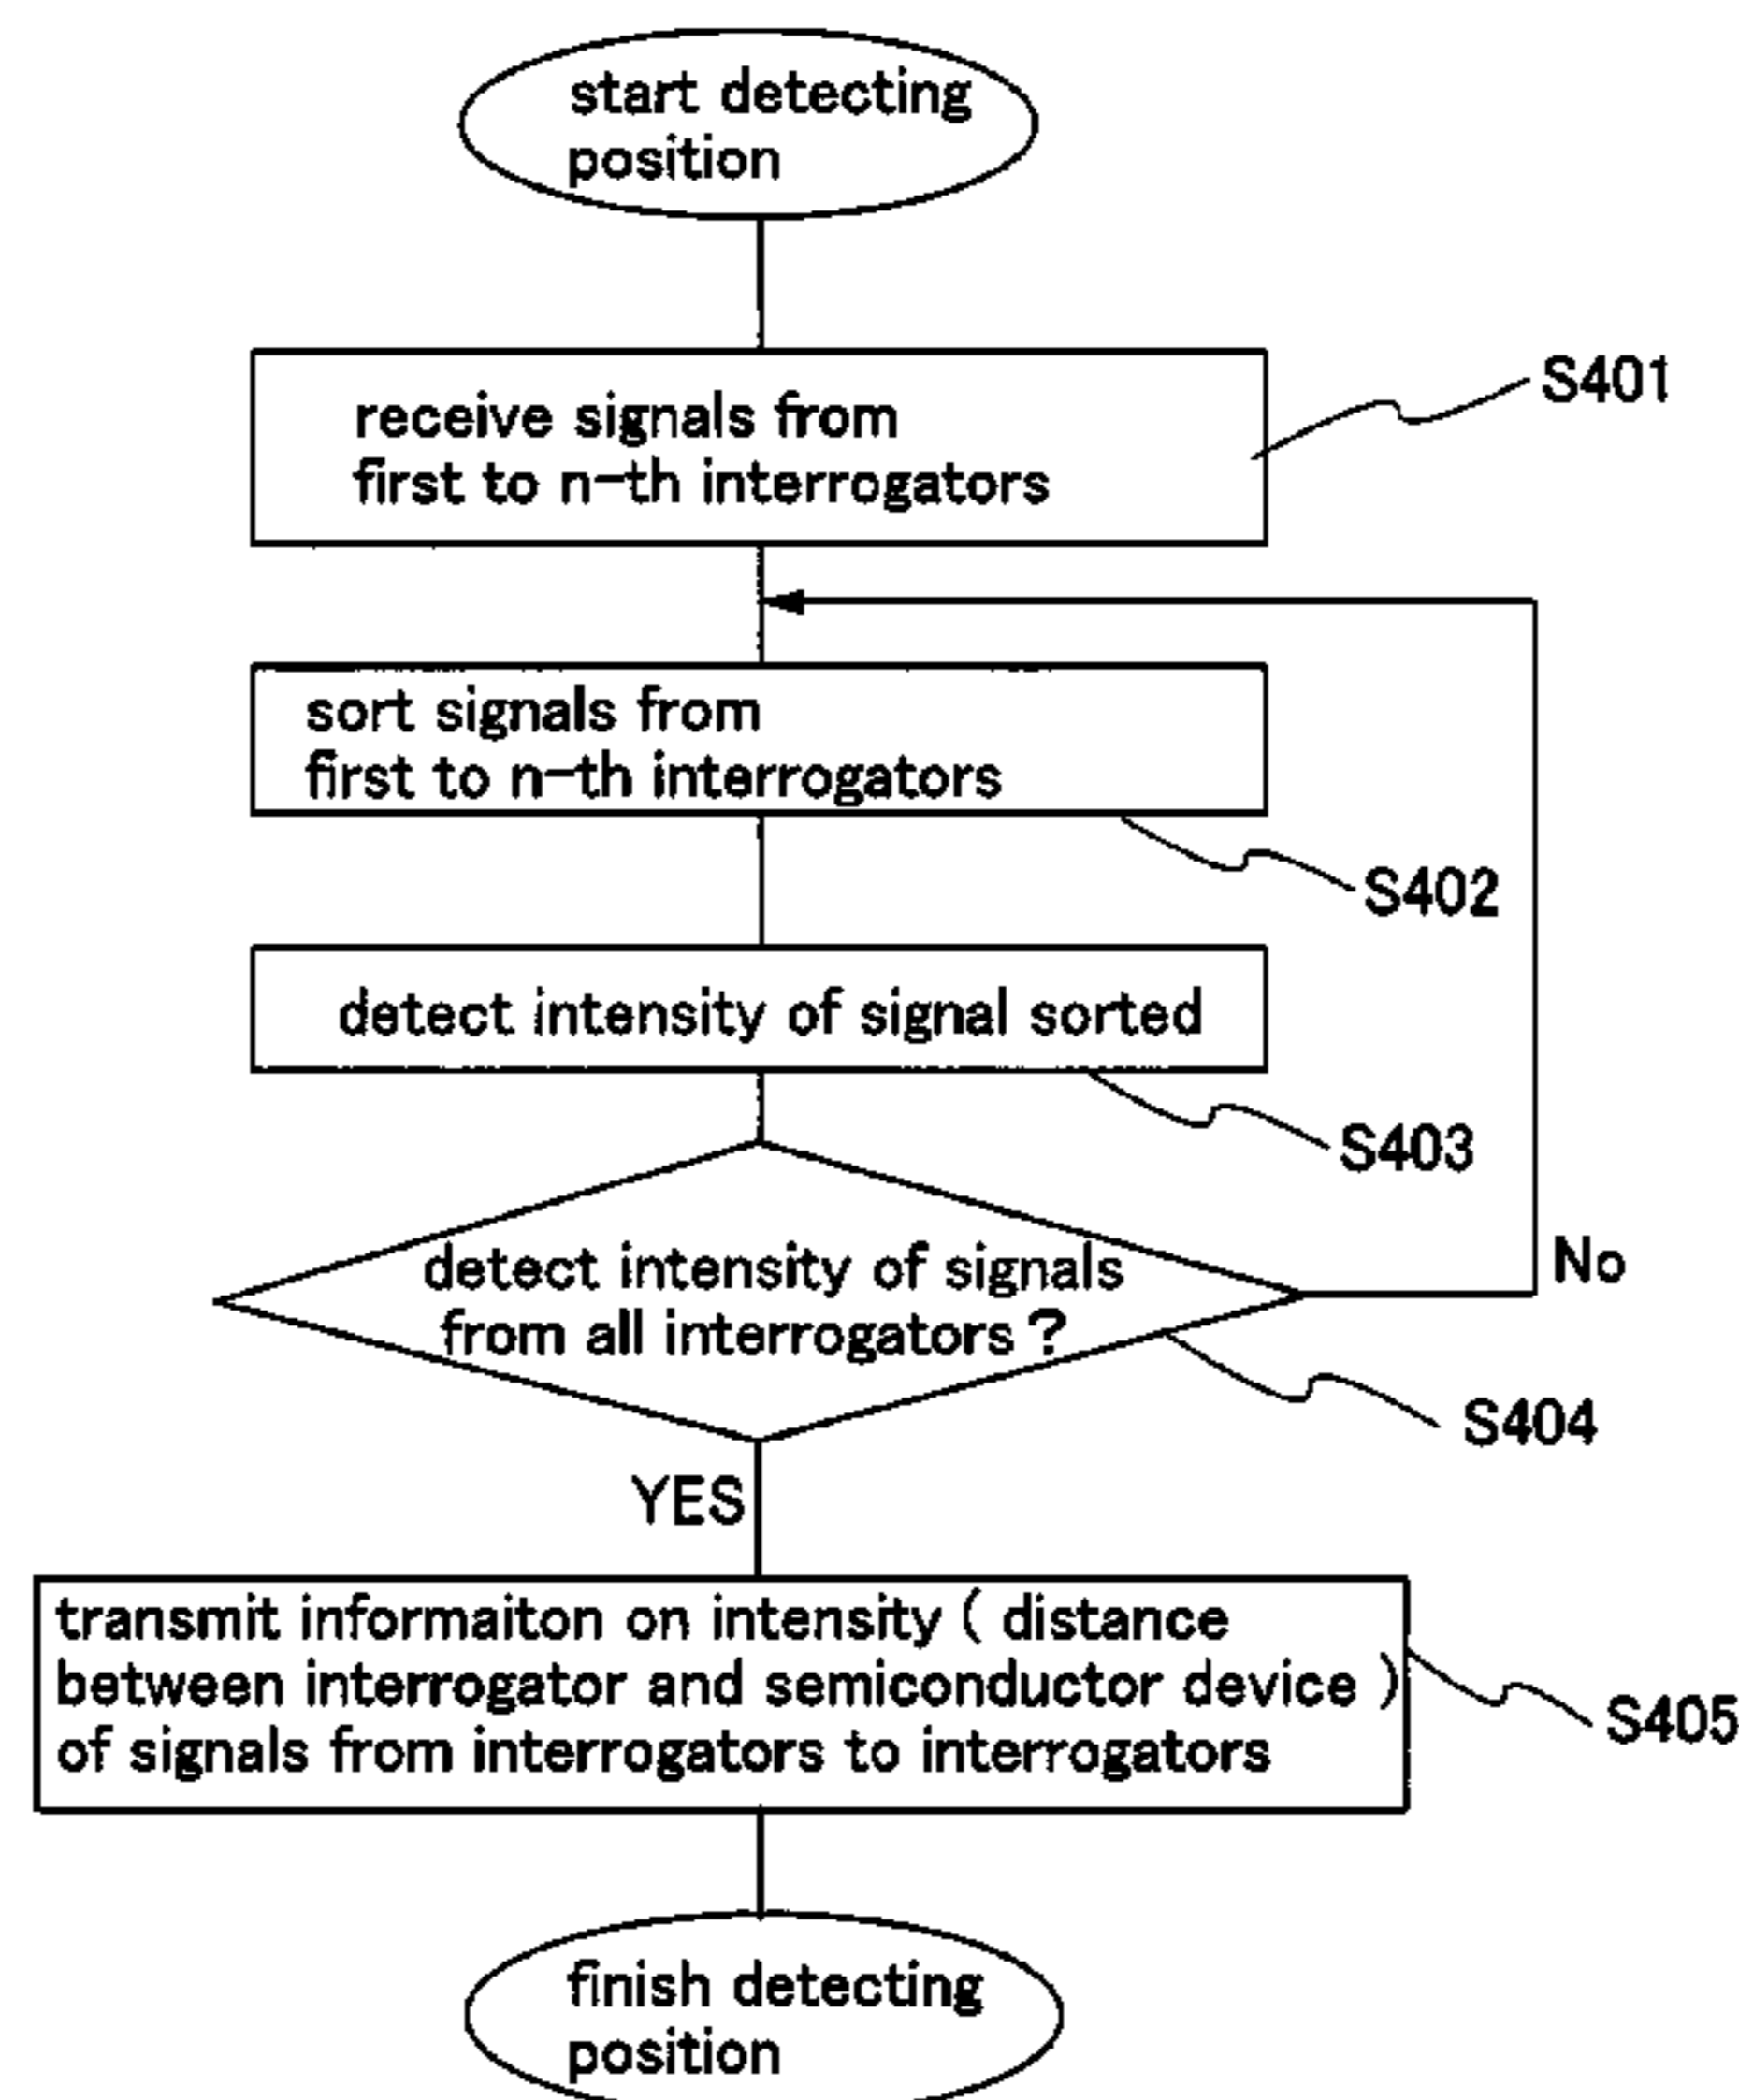 start detecting
position
receive signals from
first to n-th interrogators
S401
sort signals from
first to n-th interrogators
S402
detect intensity of signal sorted
S403
detect intensity of signals
from all interrogators ?
No
S404
YES
transmit informaiton on intensity ( distance
between interrogator and semiconductor device )
of signals from interrogators to interrogators
S405
finish detecting
position